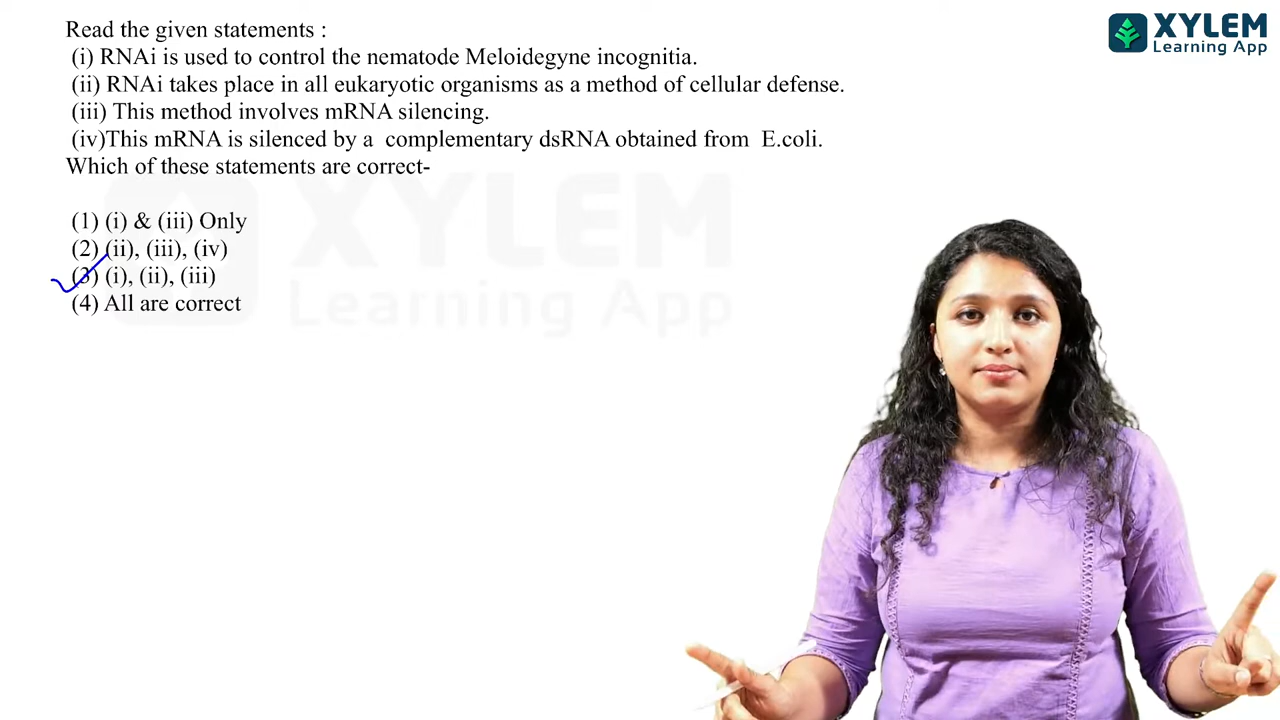 XYLEM
Learning App
Read the given statements :
(i) RNAi is used to control the nematode Meloidegyne incognitia.
(ii) RNAi takes place in all eukaryotic organisms as a method of cellular defense.
(iii) This method involves mRNA silencing.
(iv)This mRNA is silenced by a complementary dsRNA obtained from E.coli.
Which of these statements are correct-
XYLEM
Learning App
(1) (i) & (iii) Only
(2) (ii), (iii), (iv)
(3) (i), (ii), (iii)
(4) All are correct